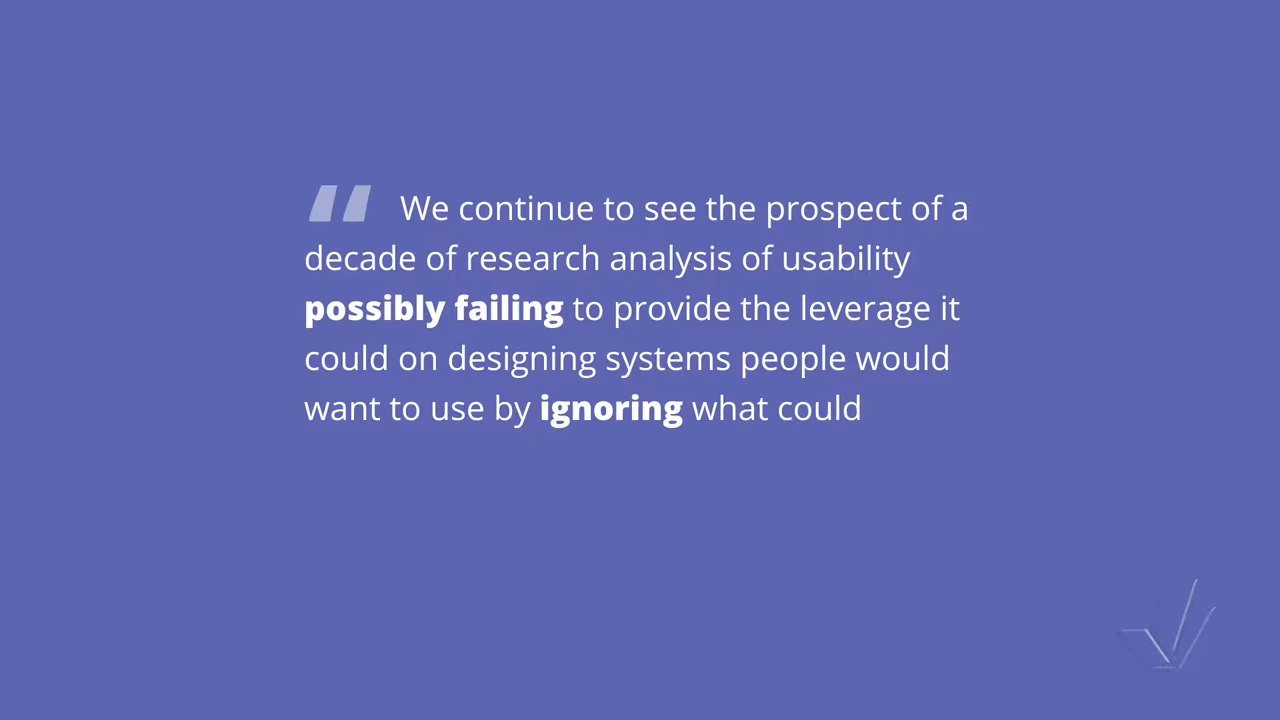 “ We continue to see the prospect of a
decade of research analysis of usability
possibly failing to provide the leverage it
could on designing systems people would
want to use by ignoring what could